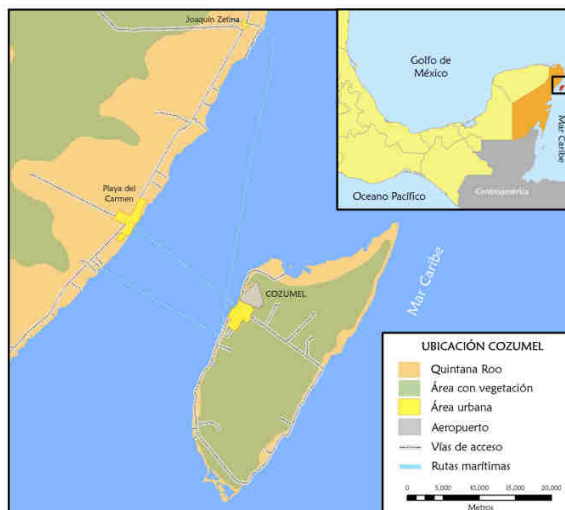 Joaquín Zetina
Golfo de
México
Mar Caribe
Centroamérica
Oceano Pacífico
Playa del
Carmen
COZUMEL
Mar Caribe
UBICACIÓN COZUMEL
Quintana Roo
Área con vegetación
Área urbana
Aeropuerto
Vías de acceso
Rutas marítimas
0 5,000 10,000 15,000 20,000
Metros